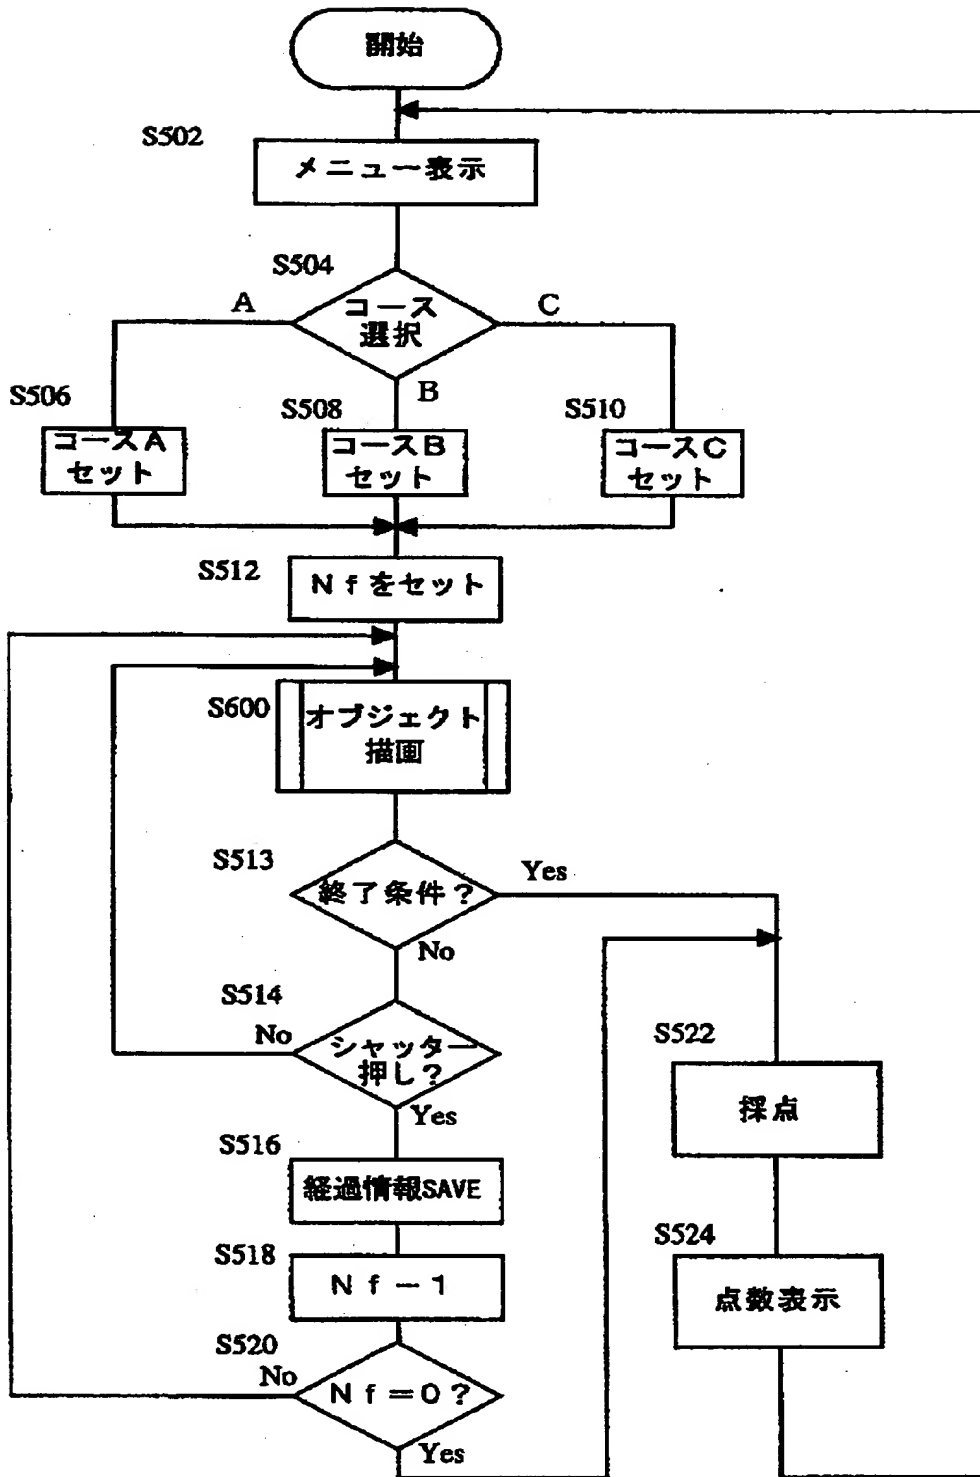 開始
S502
メニュー表示
S504
A
コース
選択
C
B
S506
コースA
セット
S508
コースB
セット
S510
コースC
セット
S512
Nfをセット
S600
オブジェクト
描画
S513
終了条件?
Yes
No
S514
No
シャッター
押し?
Yes
S516
経過情報SAVE
S518
Nf-1
S520
No
Nf=0?
Yes
S522
採点
S524
点数表示